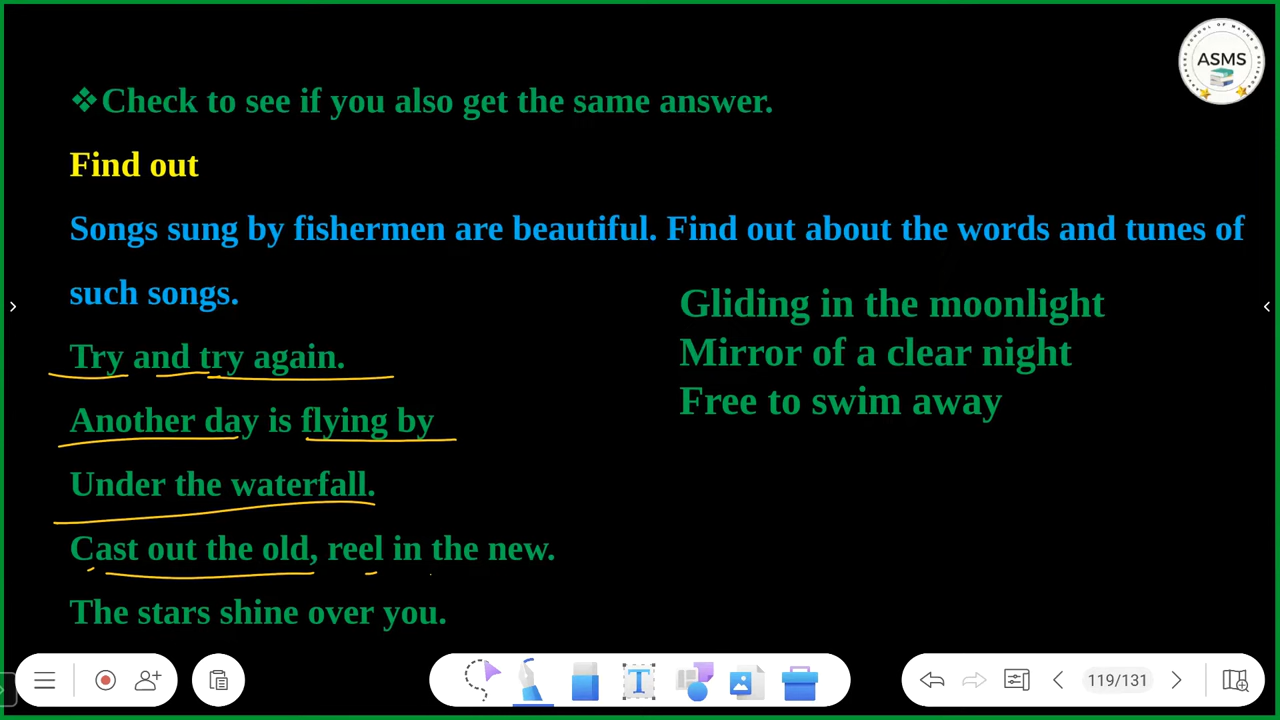 ASMS
❖Check to see if you also get the same answer.
Find out
Songs sung by fishermen are beautiful. Find out about the words and tunes of
such songs.
Try and try again.
Another day is flying by
Under the waterfall.
Cast out the old, reel in the new.
The stars shine over you.
Gliding in the moonlight
Mirror of a clear night
Free to swim away
119/131